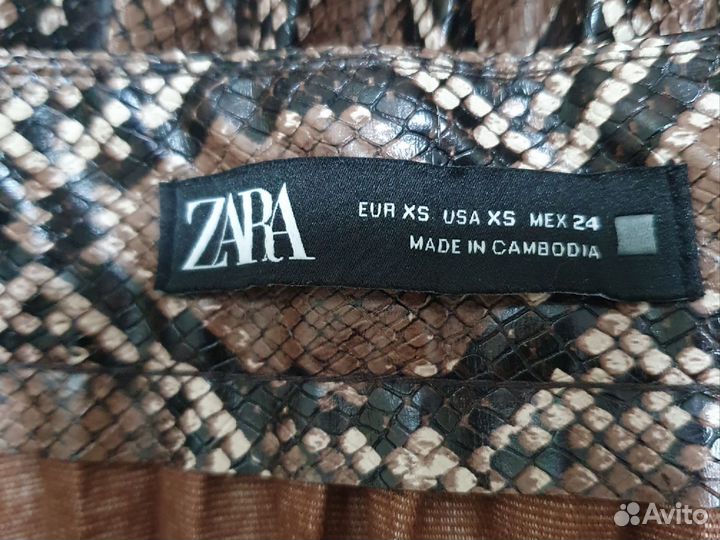 ZARA
EUR XS USA XS MEX 24
MADE IN CAMBODIA
Avito